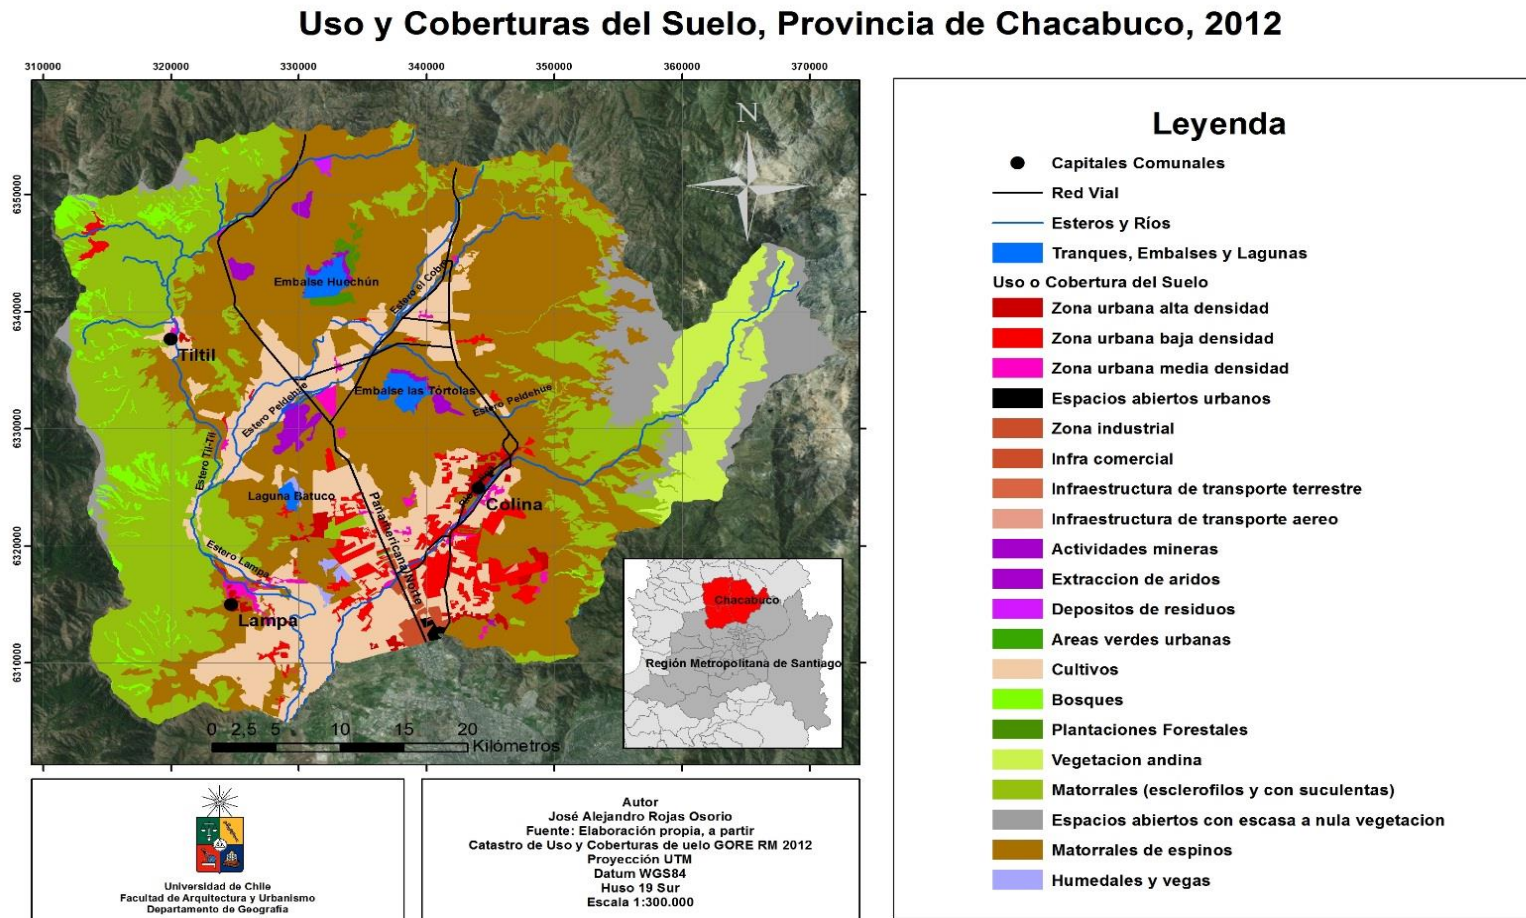 Uso y Coberturas del Suelo, Provincia de Chacabuco, 2012
310000 320000 330000 340000 350000 360000 370000
6350000
6340000
6330000
6320000
6310000
N
Embalse Huechún
Estero el Cobre
Tiltil
Embalse las Tórtolas
Estero Peldehue
Estero Peldehue
Estero Til-Til
Laguna Batuco
Panamericana Norte
Colina
Estero Lampa
Lampa
Chacabuco
Región Metropolitana de Santiago
0 2,5 5 10 15 20
Kilómetros
Leyenda
Capitales Comunales
Red Vial
Esteros y Ríos
Tranques, Embalses y Lagunas
Uso o Cobertura del Suelo
Zona urbana alta densidad
Zona urbana baja densidad
Zona urbana media densidad
Espacios abiertos urbanos
Zona industrial
Infra comercial
Infraestructura de transporte terrestre
Infraestructura de transporte aereo
Actividades mineras
Extraccion de aridos
Depositos de residuos
Areas verdes urbanas
Cultivos
Bosques
Plantaciones Forestales
Vegetacion andina
Matorrales (esclerofilos y con suculentas)
Espacios abiertos con escasa a nula vegetacion
Matorrales de espinos
Humedales y vegas
Universidad de Chile
Facultad de Arquitectura y Urbanismo
Departamento de Geografia
Autor
José Alejandro Rojas Osorio
Fuente: Elaboración propia, a partir
Catastro de Uso y Coberturas de uelo GORE RM 2012
Proyección UTM
Datum WGS84
Huso 19 Sur
Escala 1:300.000